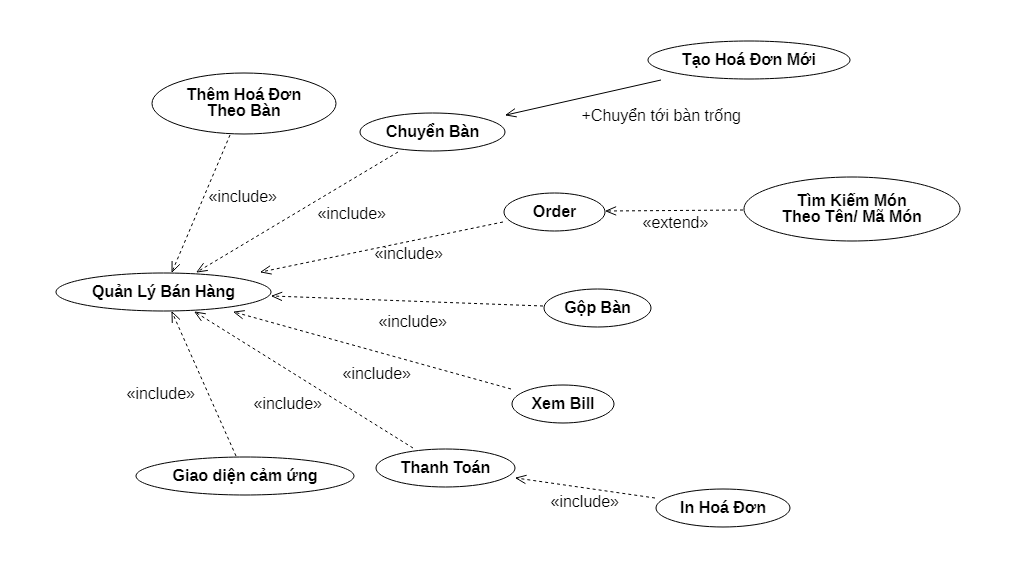 Tạo Hoá Đơn Mới
Thêm Hoá Đơn
Theo Bàn
+Chuyển tới bàn trống
Chuyển Bàn
«include»
«include»
Order
«extend»
Tìm Kiếm Món
Theo Tên/ Mã Món
«include»
Quản Lý Bán Hàng
Gộp Bàn
«include»
«include»
«include»
«include»
Xem Bill
Giao diện cảm ứng
Thanh Toán
«include»
In Hoá Đơn